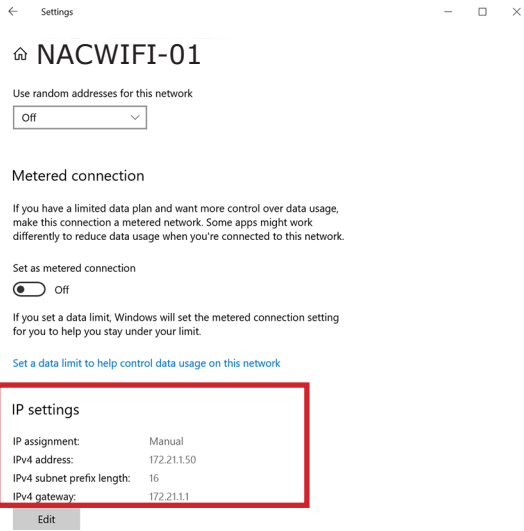 Settings
NACWIFI-01
Use random addresses for this network
Off
Metered connection
If you have a limited data plan and want more control over data usage,
make this connection a metered network. Some apps might work
differently to reduce data usage when you're connected to this network.
Set as metered connection
Off
If you set a data limit, Windows will set the metered connection setting
for you to help you stay under your limit.
Set a data limit to help control data usage on this network
IP settings
IP assignment: Manual
IPv4 address: 172.21.1.50
IPv4 subnet prefix length: 16
IPv4 gateway: 172.21.1.1
Edit